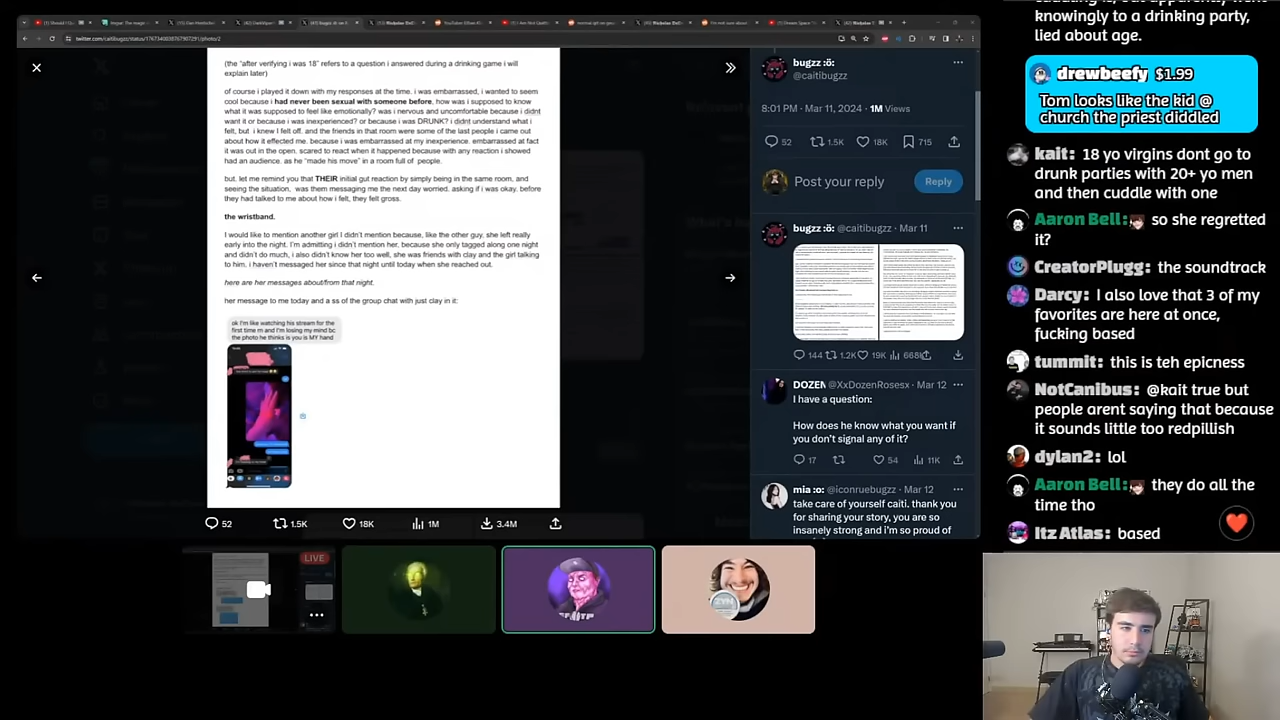 twitter.com/caitibugzz/status/1767340038767907291/photo/2
(the "after verifying i was 18" refers to a question i answered during a drinking game i will
explain later)
of course i played it down with my responses at the time. i was embarrassed, i wanted to seem
cool because i had never been sexual with someone before, how was i supposed to know
what it was supposed to feel like emotionally? was i nervous and uncomfortable because i didnt
want it or because i was inexperienced? or because i was DRUNK? i didnt understand what i
felt, but i knew I felt off. and the friends in that room were some of the last people i came out
about how it effected me. because i was embarrassed at my inexperience. embarrassed at fact
it was out in the open. scared to react when it happened because with any reaction i showed
had an audience. as he "made his move" in a room full of people.
but. let me remind you that THEIR initial gut reaction by simply being in the same room, and
seeing the situation, was them messaging me the next day worried. asking if i was okay. before
they had talked to me about how i felt, they felt gross.
the wristband.
I would like to mention another girl I didn't mention because, like the other guy. she left really
early into the night. I'm admitting i didn't mention her, because she only tagged along one night
and didn't do much, i also didn't know her too well, she was friends with clay and the girl talking
to him. i haven't messaged her since that night until today when she reached out.
here are her messages about/from that night.
her message to me today and a ss of the group chat with just clay in it:
ok I'm like watching his stream for the
first time rn and I'm losing my mind bc
the photo he thinks is you is MY hand
52
1.5K
18K
1M
3.4M
bugzz :ö:
@caitibugzz
8:01 PM · Mar 11, 2024 · 1M Views
1.5K
18K
715
Post your reply
Reply
bugzz :ö: @caitibugzz · Mar 11
144
1.2K
19K
668K
DOZEN @XxDozenRosesx · Mar 12
I have a question:
How does he know what you want if
you don't signal any of it?
17
54
11K
mia :o: @iconruebugzz · Mar 12
take care of yourself caiti. thank you
for sharing your story, you are so
insanely strong and i'm so proud of
LIVE
ZYN
knowingly to a drinking party,
lied about age.
drewbeefy $1.99
Tom looks like the kid @
church the priest diddled
kait: 18 yo virgins dont go to
drunk parties with 20+ yo men
and then cuddle with one
Aaron Bell: so she regretted
it?
favorites are here at once,
fucking based
tummit: this is teh epicness
NotCanibus: @kait true but
people arent saying that because
it sounds little too redpillish
dylan2: lol
Aaron Bell: they do all the
time tho
Itz Atlas: based